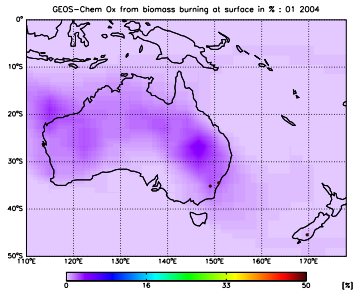 GEOS-Chem Ox from biomass burning at surface in % : 01 2004
0°
10°S
20°S
30°S
40°S
50°S
110°E 120°E 130°E 140°E 150°E 160°E 170°E
0 16 33 50 [%]